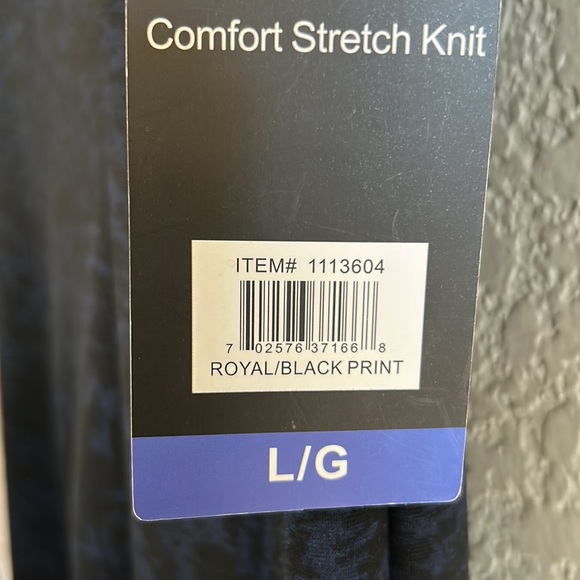 Comfort Stretch Knit
ITEM# 1113604
7 02576 37166 8
ROYAL/BLACK PRINT
L/G